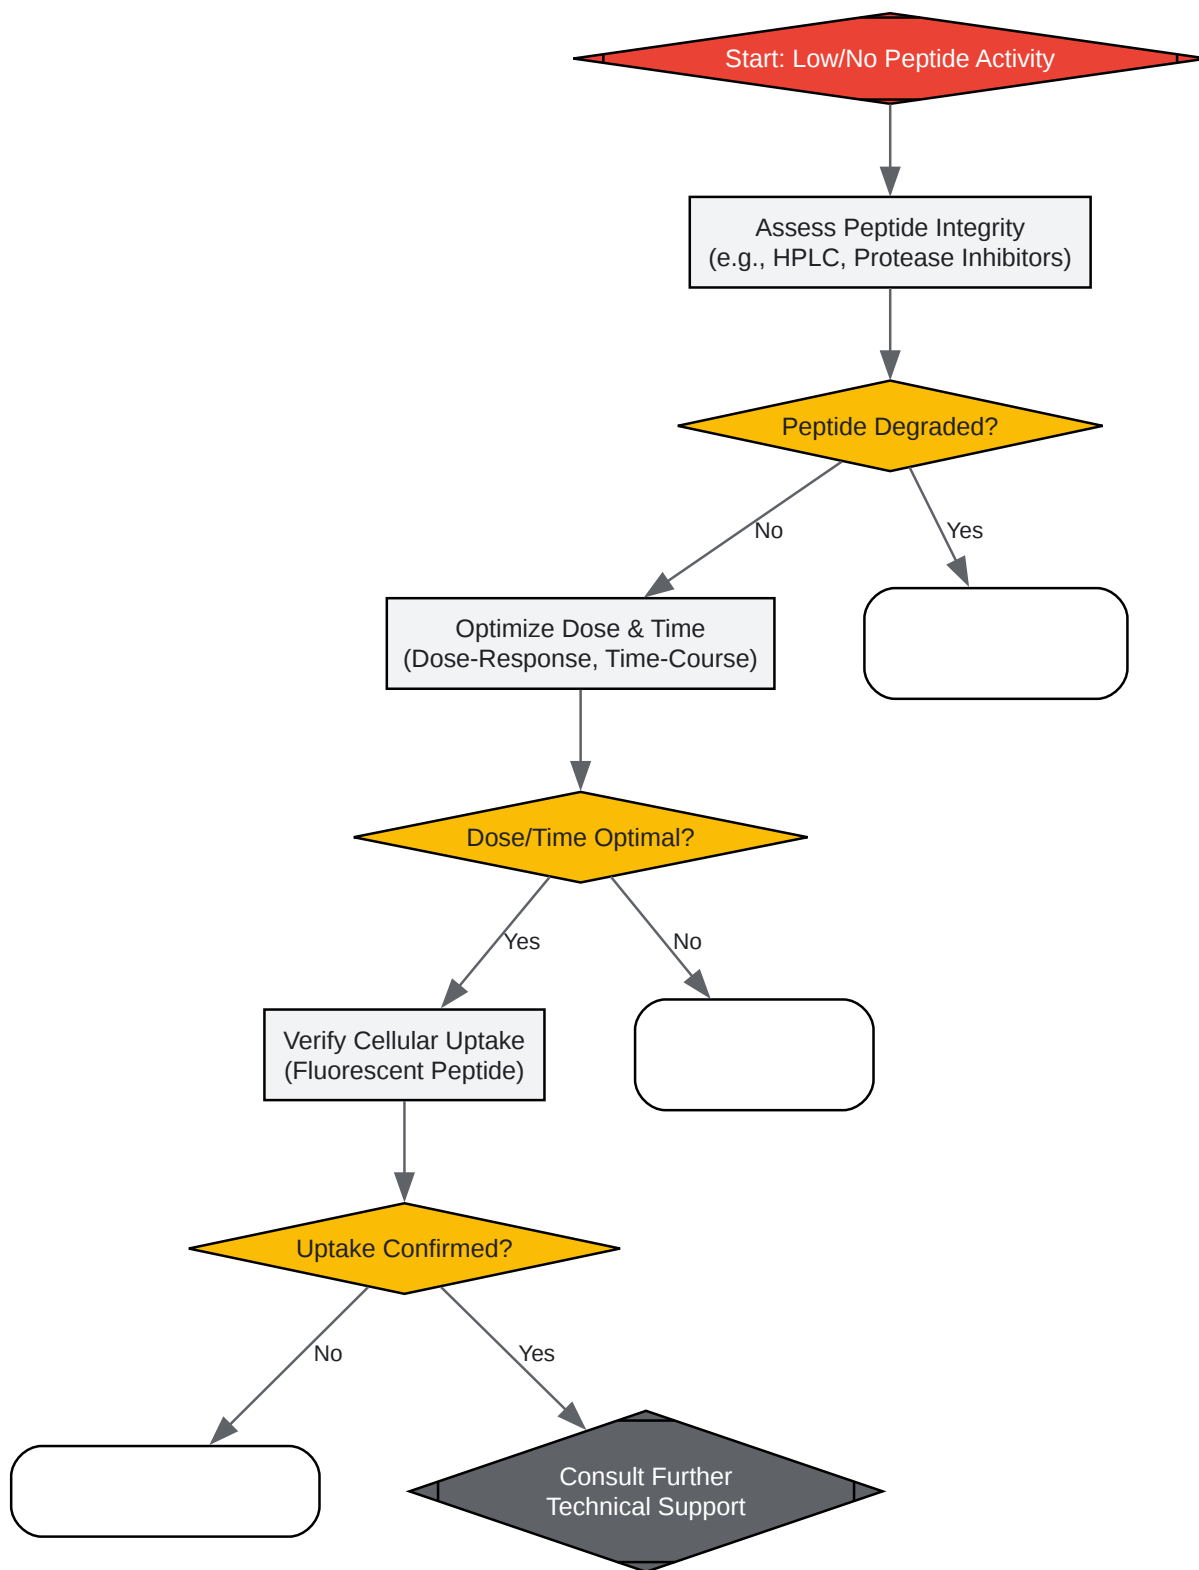 Start: Low/No Peptide Activity
Assess Peptide Integrity
(e.g., HPLC, Protease Inhibitors)
Peptide Degraded?
No
Yes
Optimize Dose & Time
(Dose-Response, Time-Course)
Dose/Time Optimal?
Yes
No
Verify Cellular Uptake
(Fluorescent Peptide)
Uptake Confirmed?
No
Yes
Consult Further
Technical Support